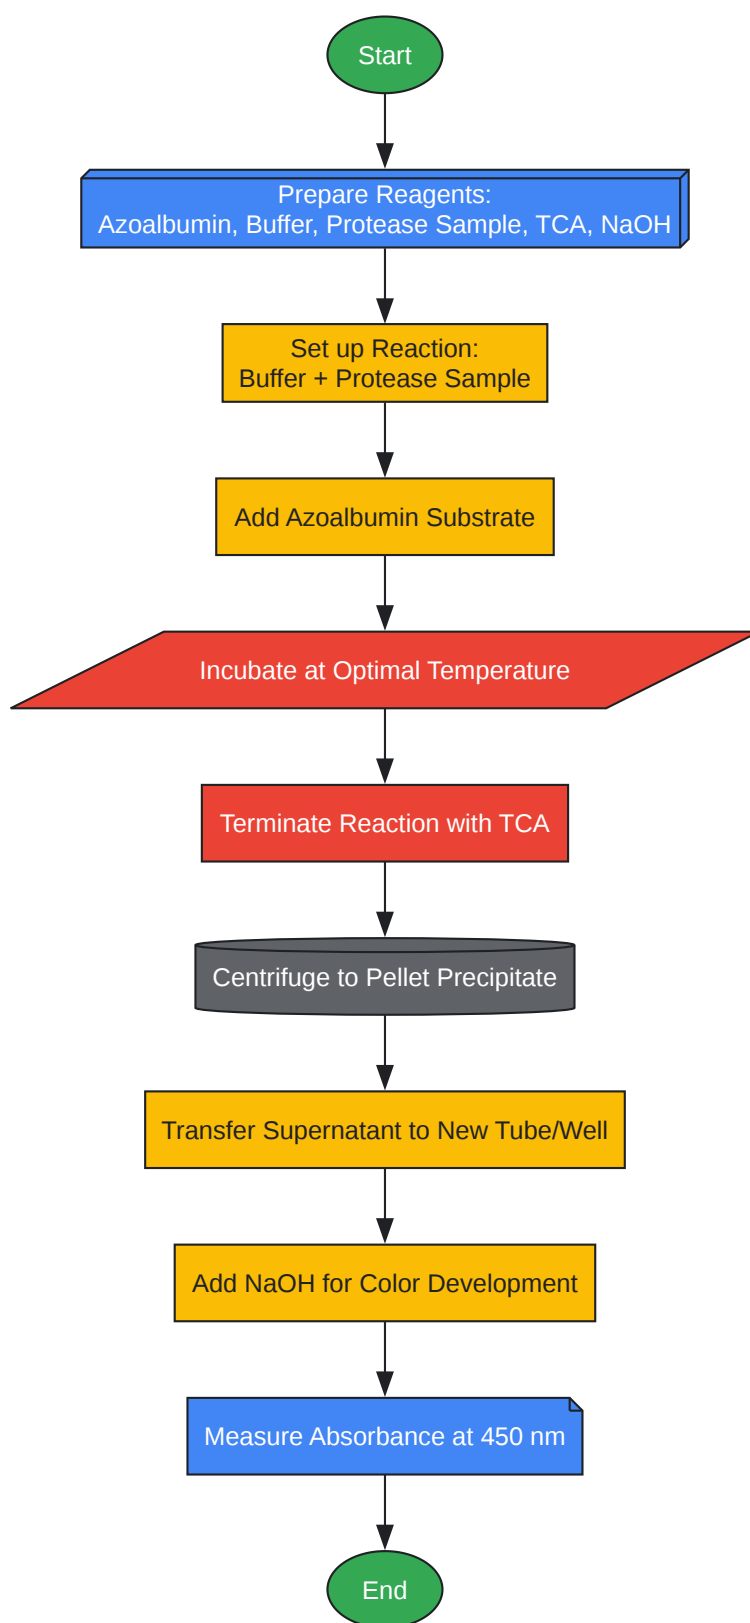 Start
Prepare Reagents:
Azoalbumin, Buffer, Protease Sample, TCA, NaOH
Set up Reaction:
Buffer + Protease Sample
Add Azoalbumin Substrate
Incubate at Optimal Temperature
Terminate Reaction with TCA
Centrifuge to Pellet Precipitate
Transfer Supernatant to New Tube/Well
Add NaOH for Color Development
Measure Absorbance at 450 nm
End